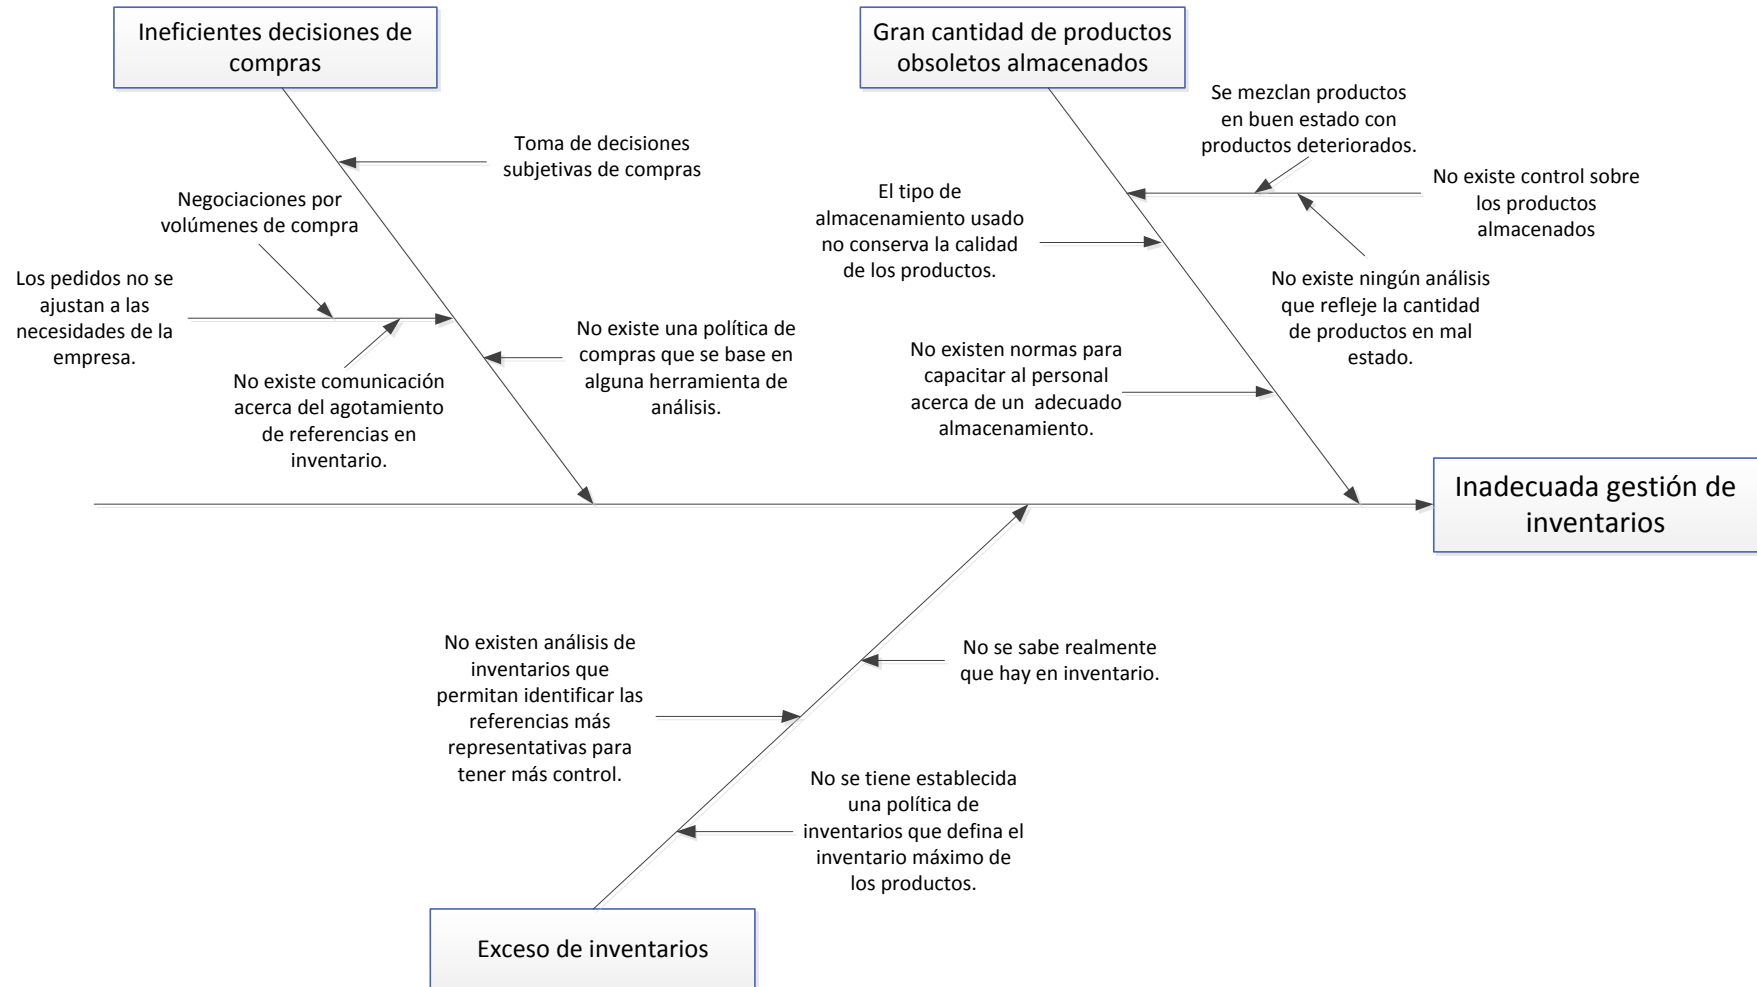 Ineficientes decisiones de
compras
Gran cantidad de productos
obsoletos almacenados
Toma de decisiones
subjetivas de compras
Negociaciones por
volúmenes de compra
Los pedidos no se
ajustan a las
necesidades de la
empresa.
No existe comunicación
acerca del agotamiento
de referencias en
inventario.
No existe una política de
compras que se base en
alguna herramienta de
análisis.
Se mezclan productos
en buen estado con
productos deteriorados.
El tipo de
almacenamiento usado
no conserva la calidad
de los productos.
No existe control sobre
los productos
almacenados
No existe ningún análisis
que refleje la cantidad
de productos en mal
estado.
No existen normas para
capacitar al personal
acerca de un adecuado
almacenamiento.
Inadecuada gestión de
inventarios
No existen análisis de
inventarios que
permitan identificar las
referencias más
representativas para
tener más control.
No se sabe realmente
que hay en inventario.
No se tiene establecida
una política de
inventarios que defina el
inventario máximo de
los productos.
Exceso de inventarios